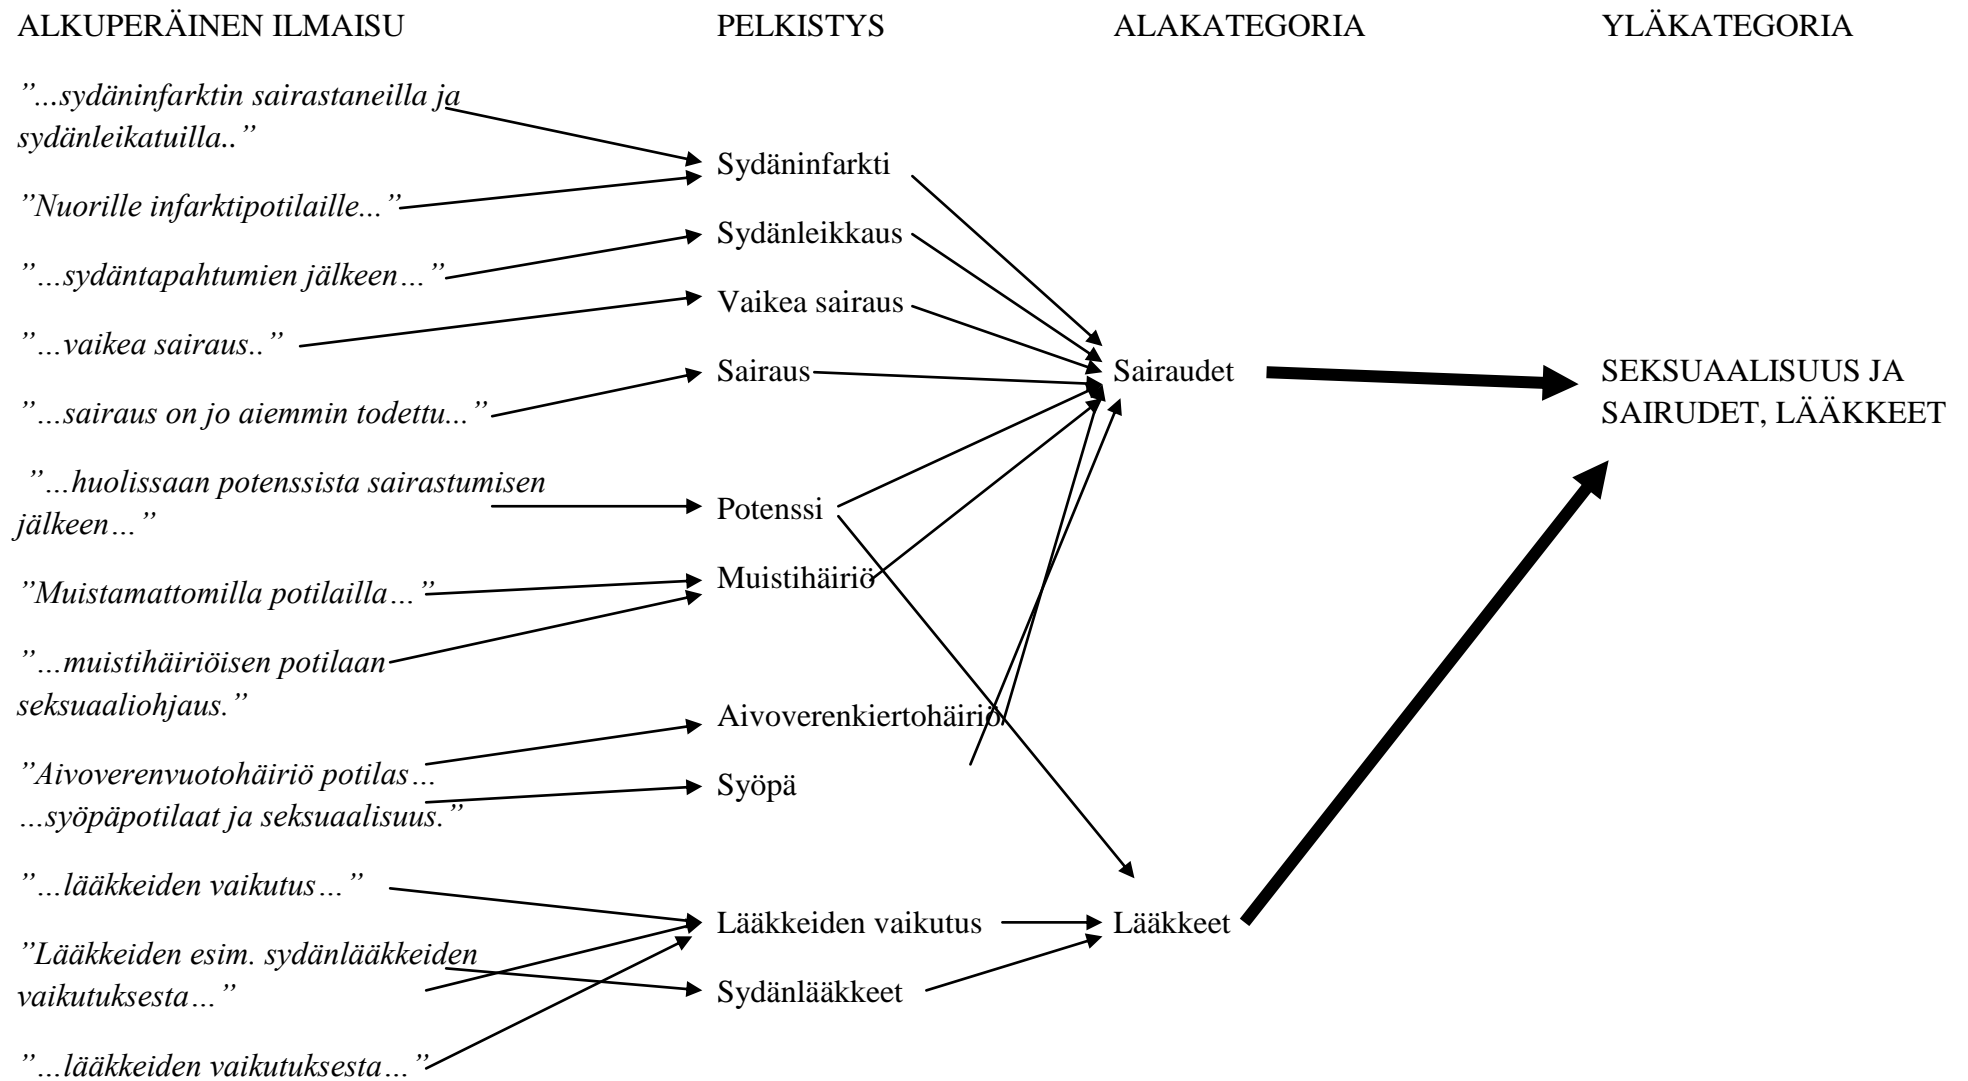 ALKUPERÄINEN ILMAISU
PELKISTYS
ALAKATEGORIA
YLÄKATEGORIA
”...sydäninfarktin sairastaneilla ja
sydänleikatuilla..”
”Nuorille infarktipotilaille...”
”…sydäntapahtumien jälkeen…”
”…vaikea sairaus..”
”…sairaus on jo aiemmin todettu...”
”…huolissaan potenssista sairastumisen
jälkeen…”
”Muistamattomilla potilailla…”
”…muistihäiriöisen potilaan
seksuaaliohjaus.”
”Aivoverenvuotohäiriö potilas…
…syöpäpotilaat ja seksuaalisuus.”
”…lääkkeiden vaikutus…”
”Lääkkeiden esim. sydänlääkkeiden
vaikutuksesta…”
”…lääkkeiden vaikutuksesta…”
Sydäninfarkti
Sydänleikkaus
Vaikea sairaus
Sairaus
Potenssi
Muistihäiriö
Aivoverenkiertohäiriö
Syöpä
Lääkkeiden vaikutus
Sydänlääkkeet
Sairaudet
Lääkkeet
SEKSUAALISUUS JA
SAIRUDET, LÄÄKKEET